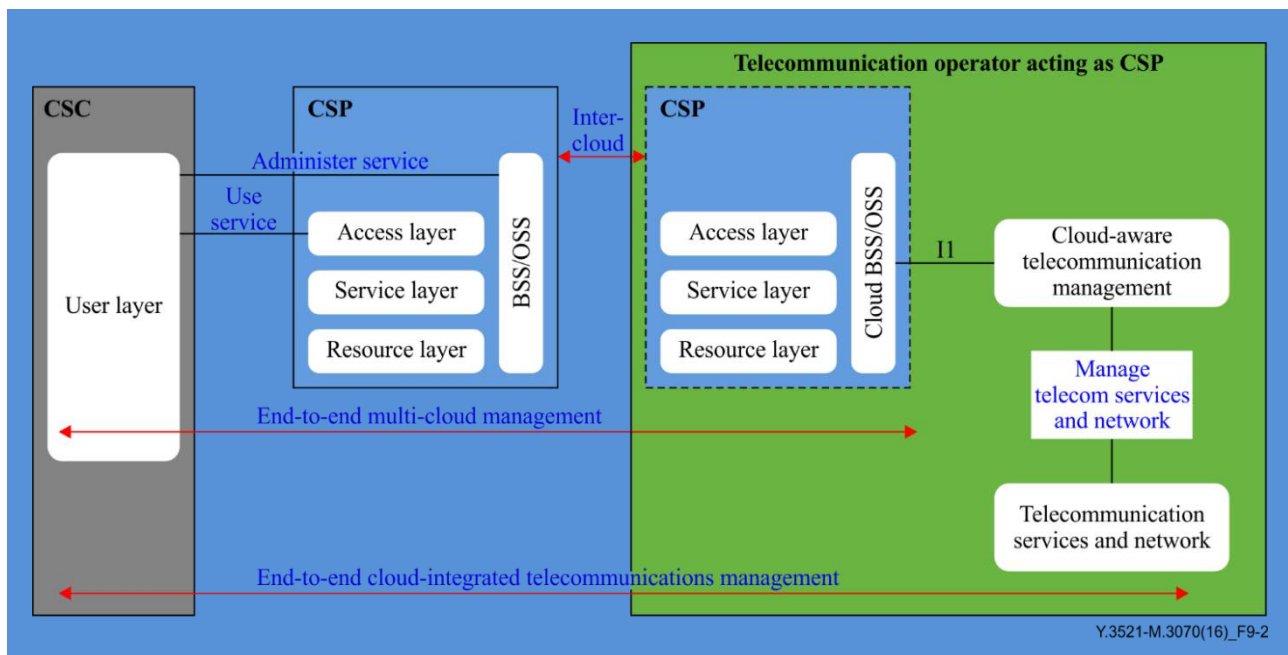 Telecommunication operator acting as CSP
CSC
CSP
Inter-
cloud
CSP
Administer service
Use
service
User layer
Access layer
Service layer
Resource layer
BSS/OSS
Access layer
Service layer
Resource layer
Cloud BSS/OSS
I1
Cloud-aware
telecommunication
management
Manage
telecom services
and network
Telecommunication
services and network
End-to-end multi-cloud management
End-to-end cloud-integrated telecommunications management
Y.3521-M.3070(16)_F9-2